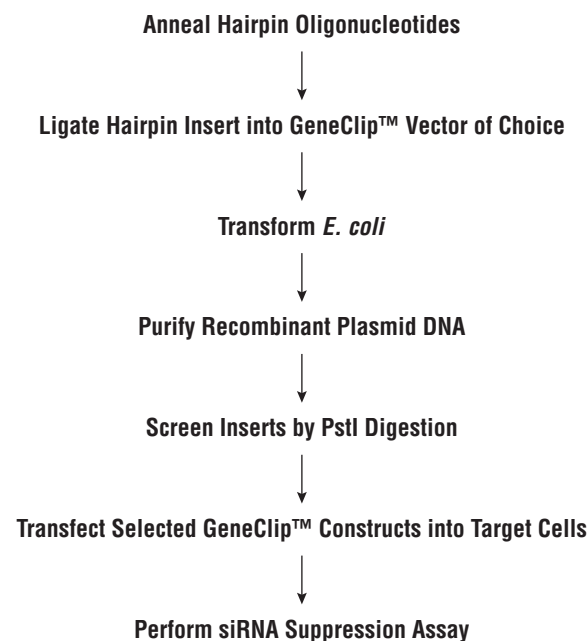 Anneal Hairpin Oligonucleotides
Ligate Hairpin Insert into GeneClip™ Vector of Choice
Transform E. coli
Purify Recombinant Plasmid DNA
Screen Inserts by PstI Digestion
Transfect Selected GeneClip™ Constructs into Target Cells
Perform siRNA Suppression Assay